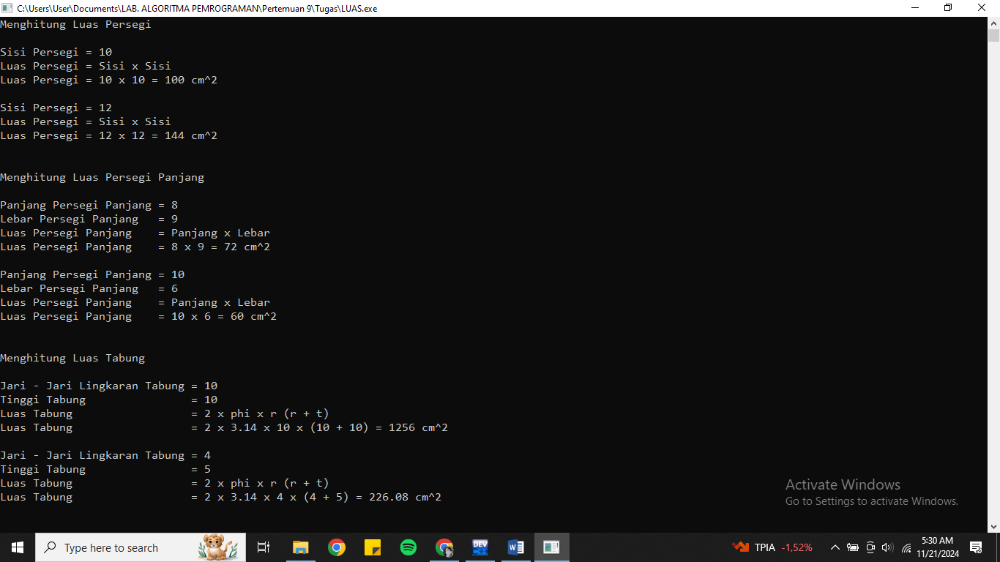 C:\Users\User\Documents\LAB. ALGORITMA PEMROGRAMAN\Pertemuan 9\Tugas\LUAS.exe
Menghitung Luas Persegi
Sisi Persegi = 10
Luas Persegi = Sisi x Sisi
Luas Persegi = 10 x 10 = 100 cm^2
Sisi Persegi = 12
Luas Persegi = Sisi x Sisi
Luas Persegi = 12 x 12 = 144 cm^2
Menghitung Luas Persegi Panjang
Panjang Persegi Panjang = 8
Lebar Persegi Panjang   = 9
Luas Persegi Panjang    = Panjang x Lebar
Luas Persegi Panjang    = 8 x 9 = 72 cm^2
Panjang Persegi Panjang = 10
Lebar Persegi Panjang   = 6
Luas Persegi Panjang    = Panjang x Lebar
Luas Persegi Panjang    = 10 x 6 = 60 cm^2
Menghitung Luas Tabung
Jari - Jari Lingkaran Tabung = 10
Tinggi Tabung                = 10
Luas Tabung                  = 2 x phi x r (r + t)
Luas Tabung                  = 2 x 3.14 x 10 x (10 + 10) = 1256 cm^2
Jari - Jari Lingkaran Tabung = 4
Tinggi Tabung                = 5
Luas Tabung                  = 2 x phi x r (r + t)
Luas Tabung                  = 2 x 3.14 x 4 x (4 + 5) = 226.08 cm^2
Activate Windows
Go to Settings to activate Windows.
Type here to search
DEV
W
TPIA -1,52%
5:30 AM
11/21/2024